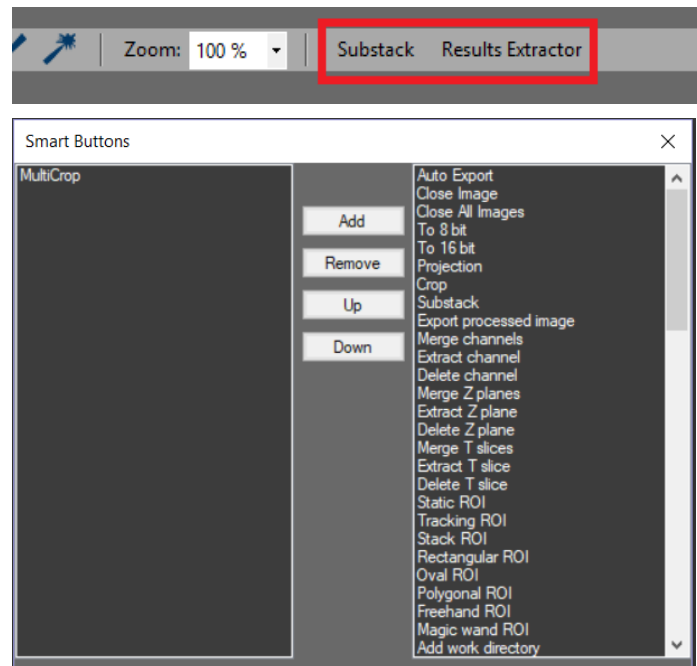 Zoom: 100 % Substack Results Extractor
Smart Buttons
MultiCrop
Add
Remove
Up
Down
Auto Export
Close Image
Close All Images
To 8 bit
To 16 bit
Projection
Crop
Substack
Export processed image
Merge channels
Extract channel
Delete channel
Merge Z planes
Extract Z plane
Delete Z plane
Merge T slices
Extract T slice
Delete T slice
Static ROI
Tracking ROI
Stack ROI
Rectangular ROI
Oval ROI
Polygonal ROI
Freehand ROI
Magic wand ROI
Add work directory